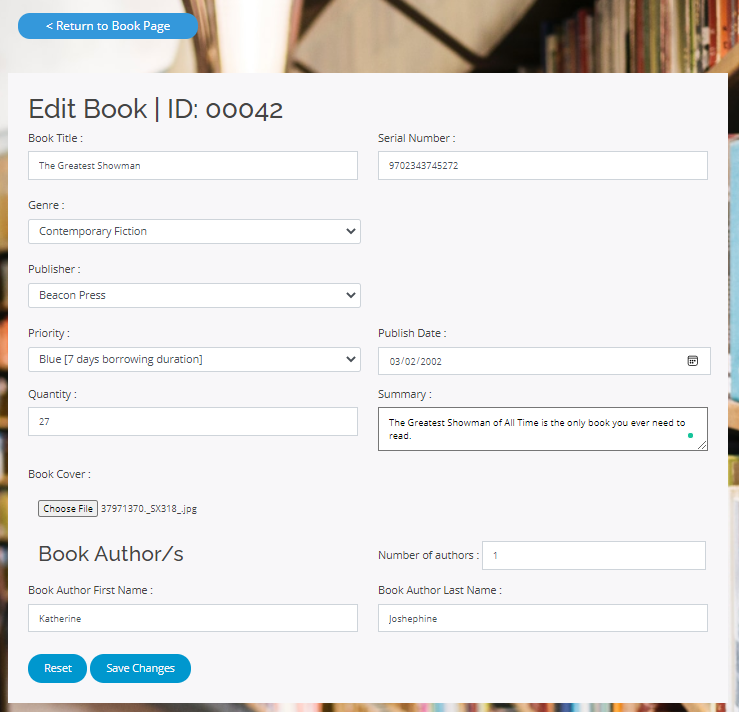 < Return to Book Page
Edit Book | ID: 00042
Book Title :
Serial Number :
The Greatest Showman
9702343745272
Genre :
Contemporary Fiction
Publisher :
Beacon Press
Priority :
Publish Date :
Blue [7 days borrowing duration]
03/02/2002
Quantity :
Summary :
27
The Greatest Showman of All Time is the only book you ever need to
read.
Book Cover :
Choose File 37971370._SX318_.jpg
Book Author/s
Number of authors : 1
Book Author First Name :
Book Author Last Name :
Katherine
Joshephine
Reset
Save Changes